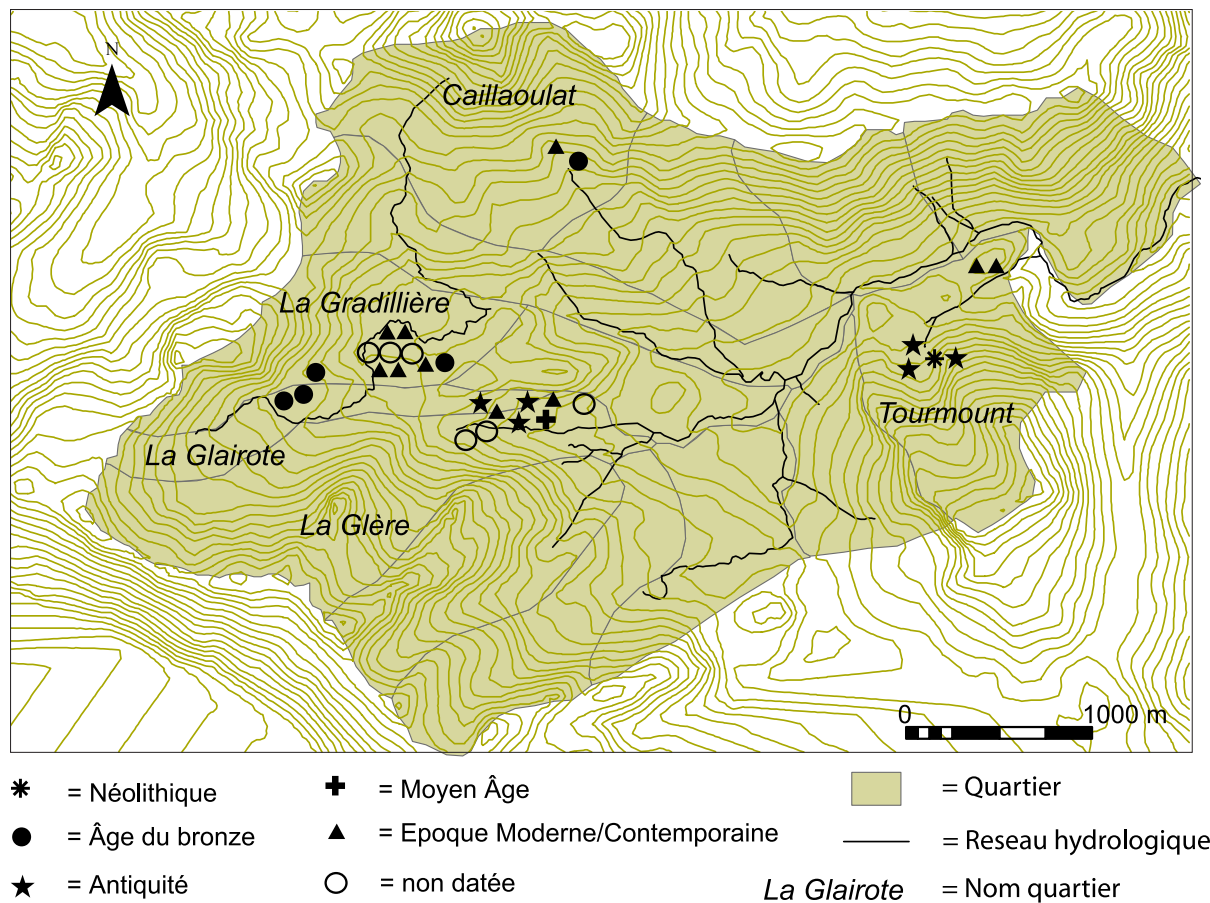 N
Caillaoulat
La Gradillière
Tourmount
La Glairote
La Glère
0 1000 m
= Néolithique
= Moyen Âge
= Quartier
= Âge du bronze
= Epoque Moderne/Contemporaine
= Reseau hydrologique
= Antiquité
= non datée
La Glairote = Nom quartier